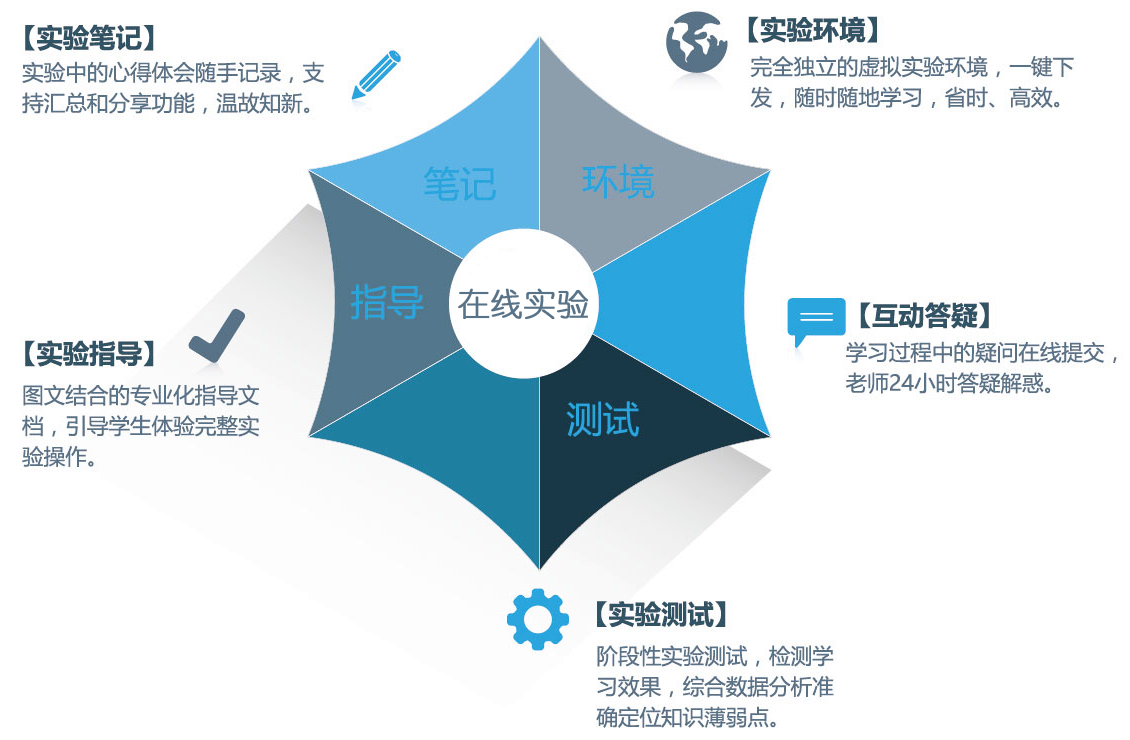 【实验笔记】
实验中的心得体会随手记录，支
持汇总和分享功能，温故知新。
【实验环境】
完全独立的虚拟实验环境，一键下
发，随时随地学习，省时、高效。
笔记
环境
指导
在线实验
测试
【互动答疑】
学习过程中的疑问在线提交，
老师24小时答疑解惑。
【实验指导】
图文结合的专业化指导文
档，引导学生体验完整实
验操作。
【实验测试】
阶段性实验测试，检测学
习效果，综合数据分析准
确定位知识薄弱点。